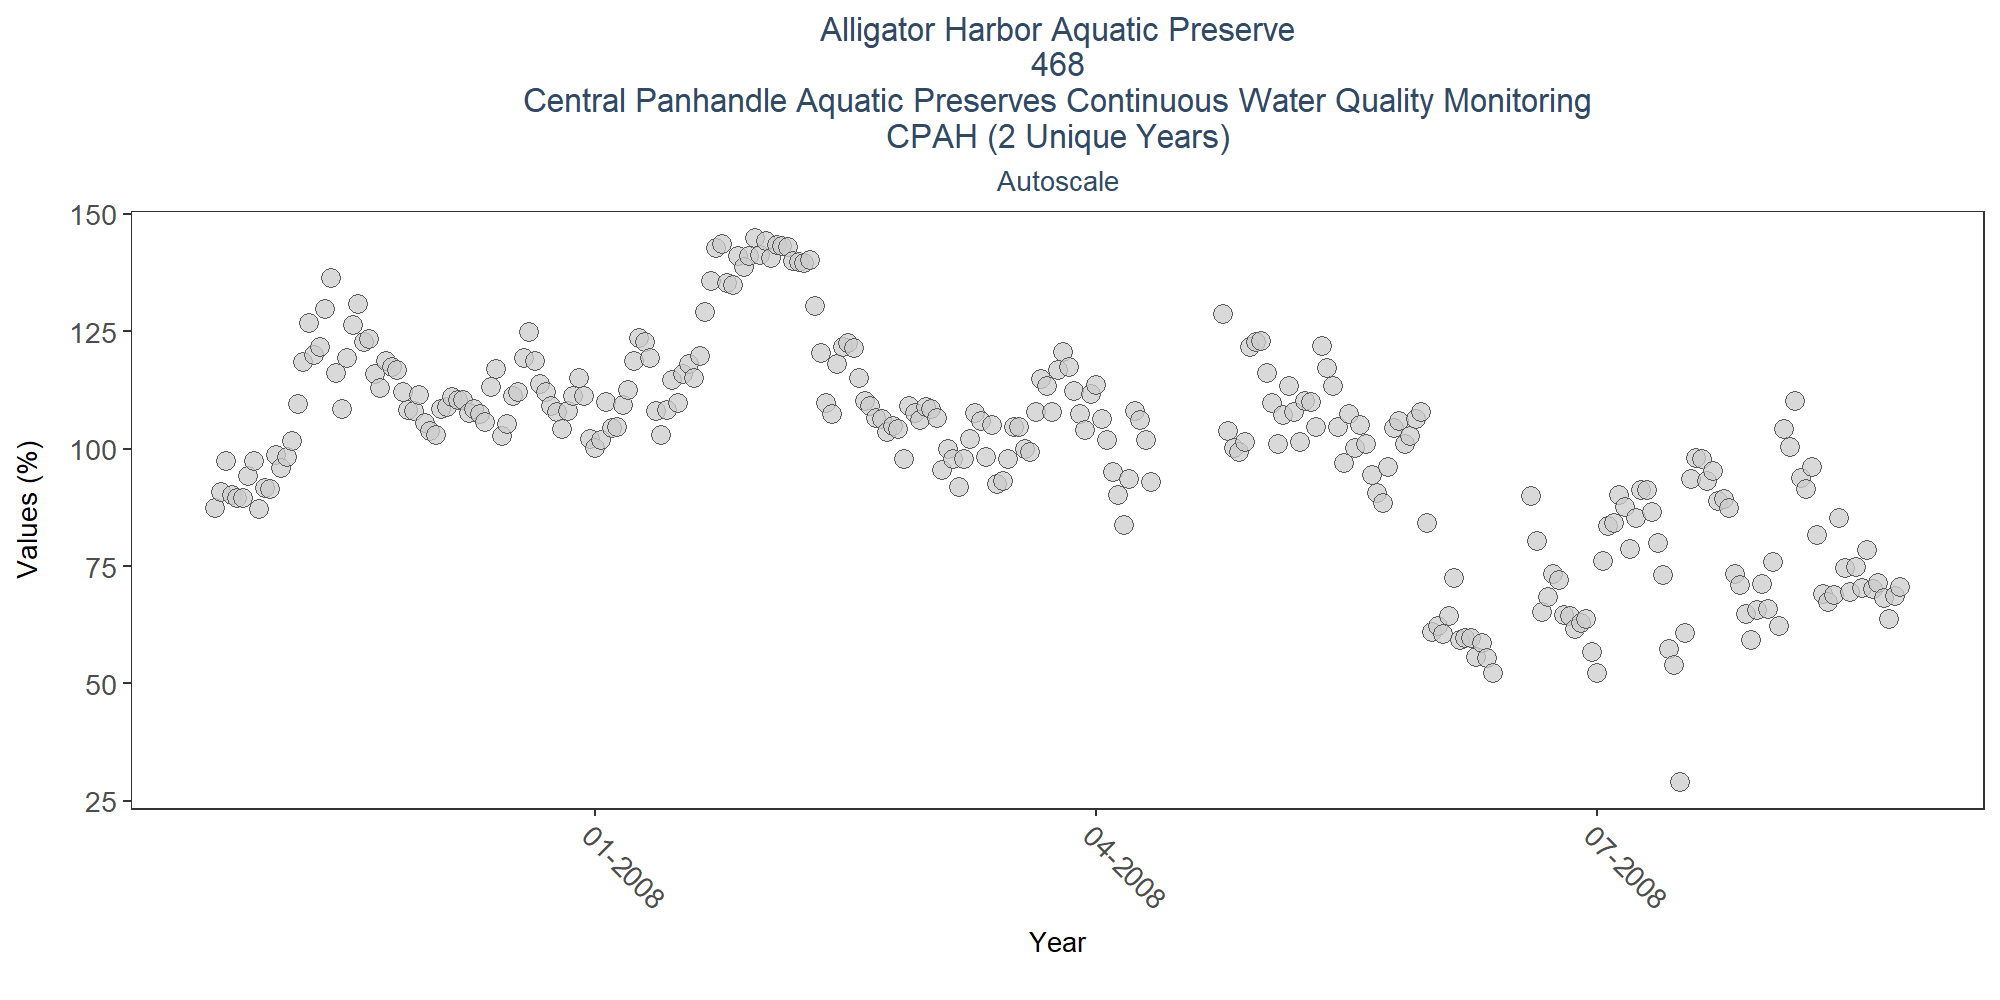 Alligator Harbor Aquatic Preserve
468
Central Panhandle Aquatic Preserves Continuous Water Quality Monitoring
CPAH (2 Unique Years)
Autoscale
150
125
100
75
50
25
Values (%)
01-2008
04-2008
07-2008
Year